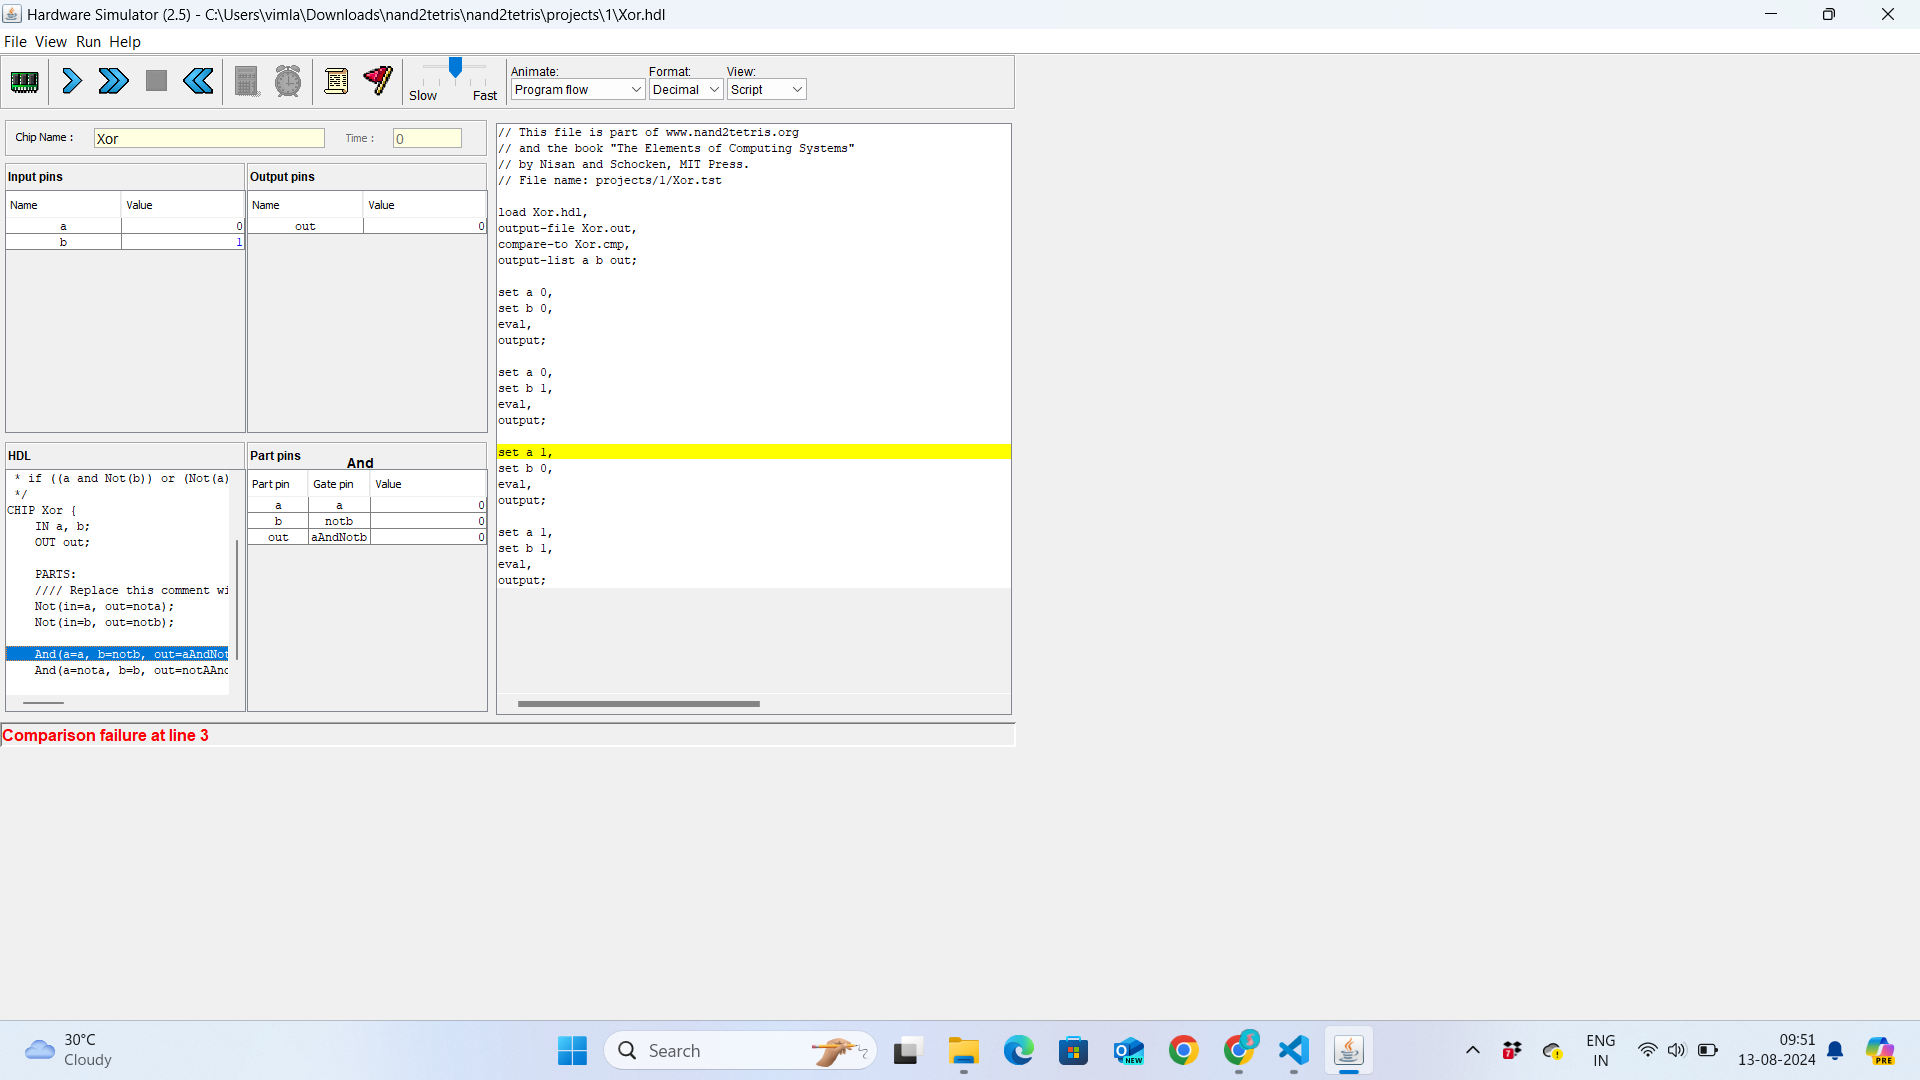 Hardware Simulator (2.5) - C:\Users\vimla\Downloads\nand2tetris\nand2tetris\projects\1\Xor.hdl
File View Run Help
Slow Fast
Animate: Format: View:
Program flow Decimal Script
Chip Name : Xor Time : 0
Input pins
Name Value
a 0
b 1
Output pins
Name Value
out 0
HDL
* if ((a and Not(b)) or (Not(a)
*/
CHIP Xor {
IN a, b;
OUT out;
PARTS:
//// Replace this comment wi
Not(in=a, out=nota);
Not(in=b, out=notb);
And(a=a, b=notb, out=aAndNot
And(a=nota, b=b, out=notAAnd
Part pins And
Part pin Gate pin Value
a a 0
b notb 0
out aAndNotb 0
// This file is part of www.nand2tetris.org
// and the book "The Elements of Computing Systems"
// by Nisan and Schocken, MIT Press.
// File name: projects/1/Xor.tst
load Xor.hdl,
output-file Xor.out,
compare-to Xor.cmp,
output-list a b out;
set a 0,
set b 0,
eval,
output;
set a 0,
set b 1,
eval,
output;
set a 1,
set b 0,
eval,
output;
set a 1,
set b 1,
eval,
output;
Comparison failure at line 3
30°C
Cloudy
Search
NEW
7
ENG
IN
09:51
13-08-2024
PRE